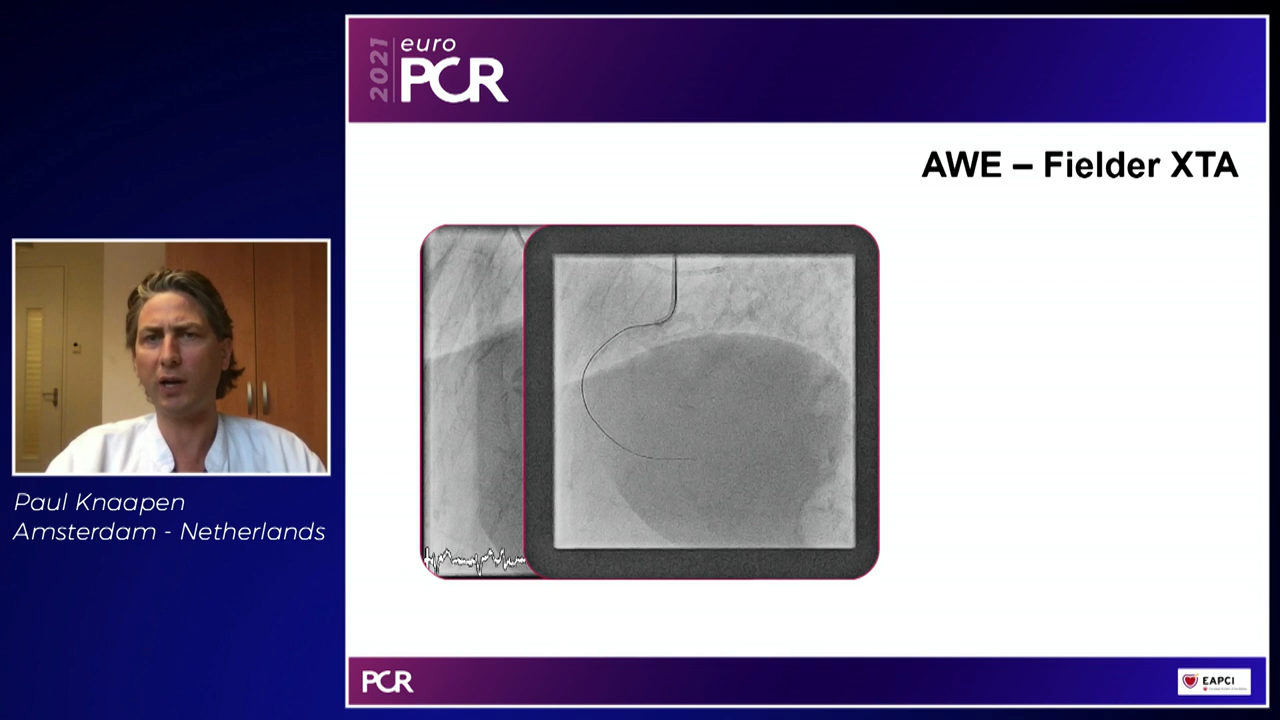 2021
euro
PCR
AWE – Fielder XTA
Paul Knaapen
Amsterdam - Netherlands
PCR
EAPCI